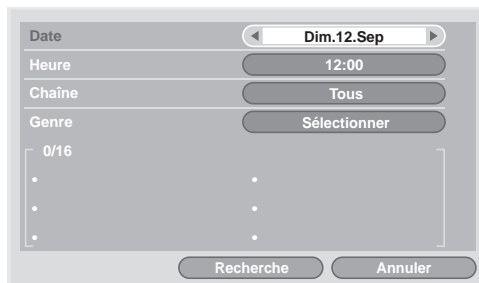 Date Dim.12.Sep
Heure 12:00
Chaîne Tous
Genre Sélectionner
0/16
•
•
•
•
•
•
Recherche Annuler